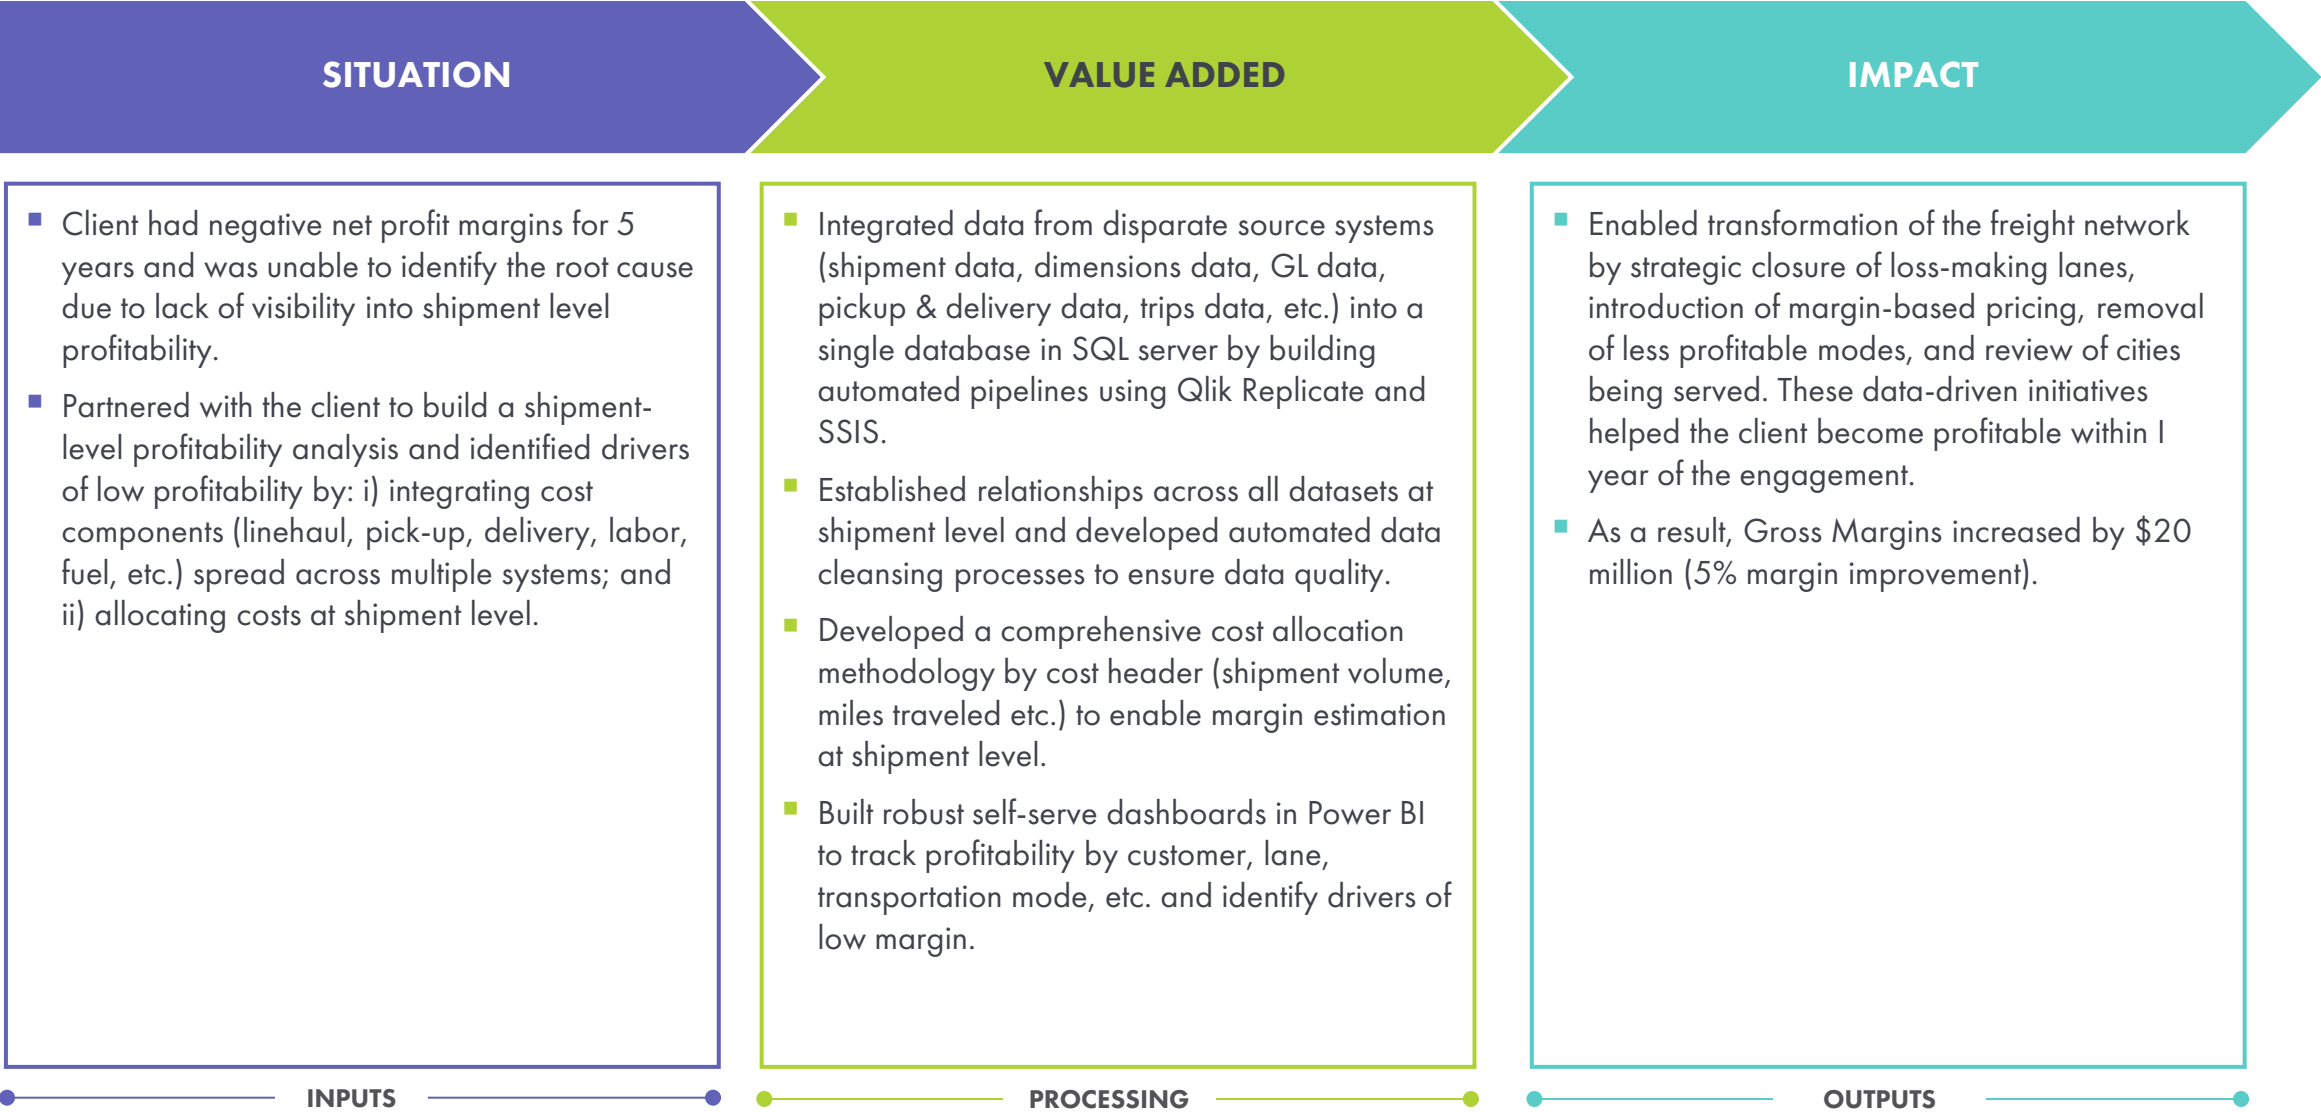 SITUATION
VALUE ADDED
IMPACT
Client had negative net profit margins for 5
years and was unable to identify the root cause
due to lack of visibility into shipment level
profitability.
Partnered with the client to build a shipment-
level profitability analysis and identified drivers
of low profitability by: i) integrating cost
components (linehaul, pick-up, delivery, labor,
fuel, etc.) spread across multiple systems; and
ii) allocating costs at shipment level.
Integrated data from disparate source systems
(shipment data, dimensions data, GL data,
pickup & delivery data, trips data, etc.) into a
single database in SQL server by building
automated pipelines using Qlik Replicate and
SSIS.
Established relationships across all datasets at
shipment level and developed automated data
cleansing processes to ensure data quality.
Developed a comprehensive cost allocation
methodology by cost header (shipment volume,
miles traveled etc.) to enable margin estimation
at shipment level.
Built robust self-serve dashboards in Power BI
to track profitability by customer, lane,
transportation mode, etc. and identify drivers of
low margin.
Enabled transformation of the freight network
by strategic closure of loss-making lanes,
introduction of margin-based pricing, removal
of less profitable modes, and review of cities
being served. These data-driven initiatives
helped the client become profitable within I
year of the engagement.
As a result, Gross Margins increased by $20
million (5% margin improvement).
INPUTS
PROCESSING
OUTPUTS